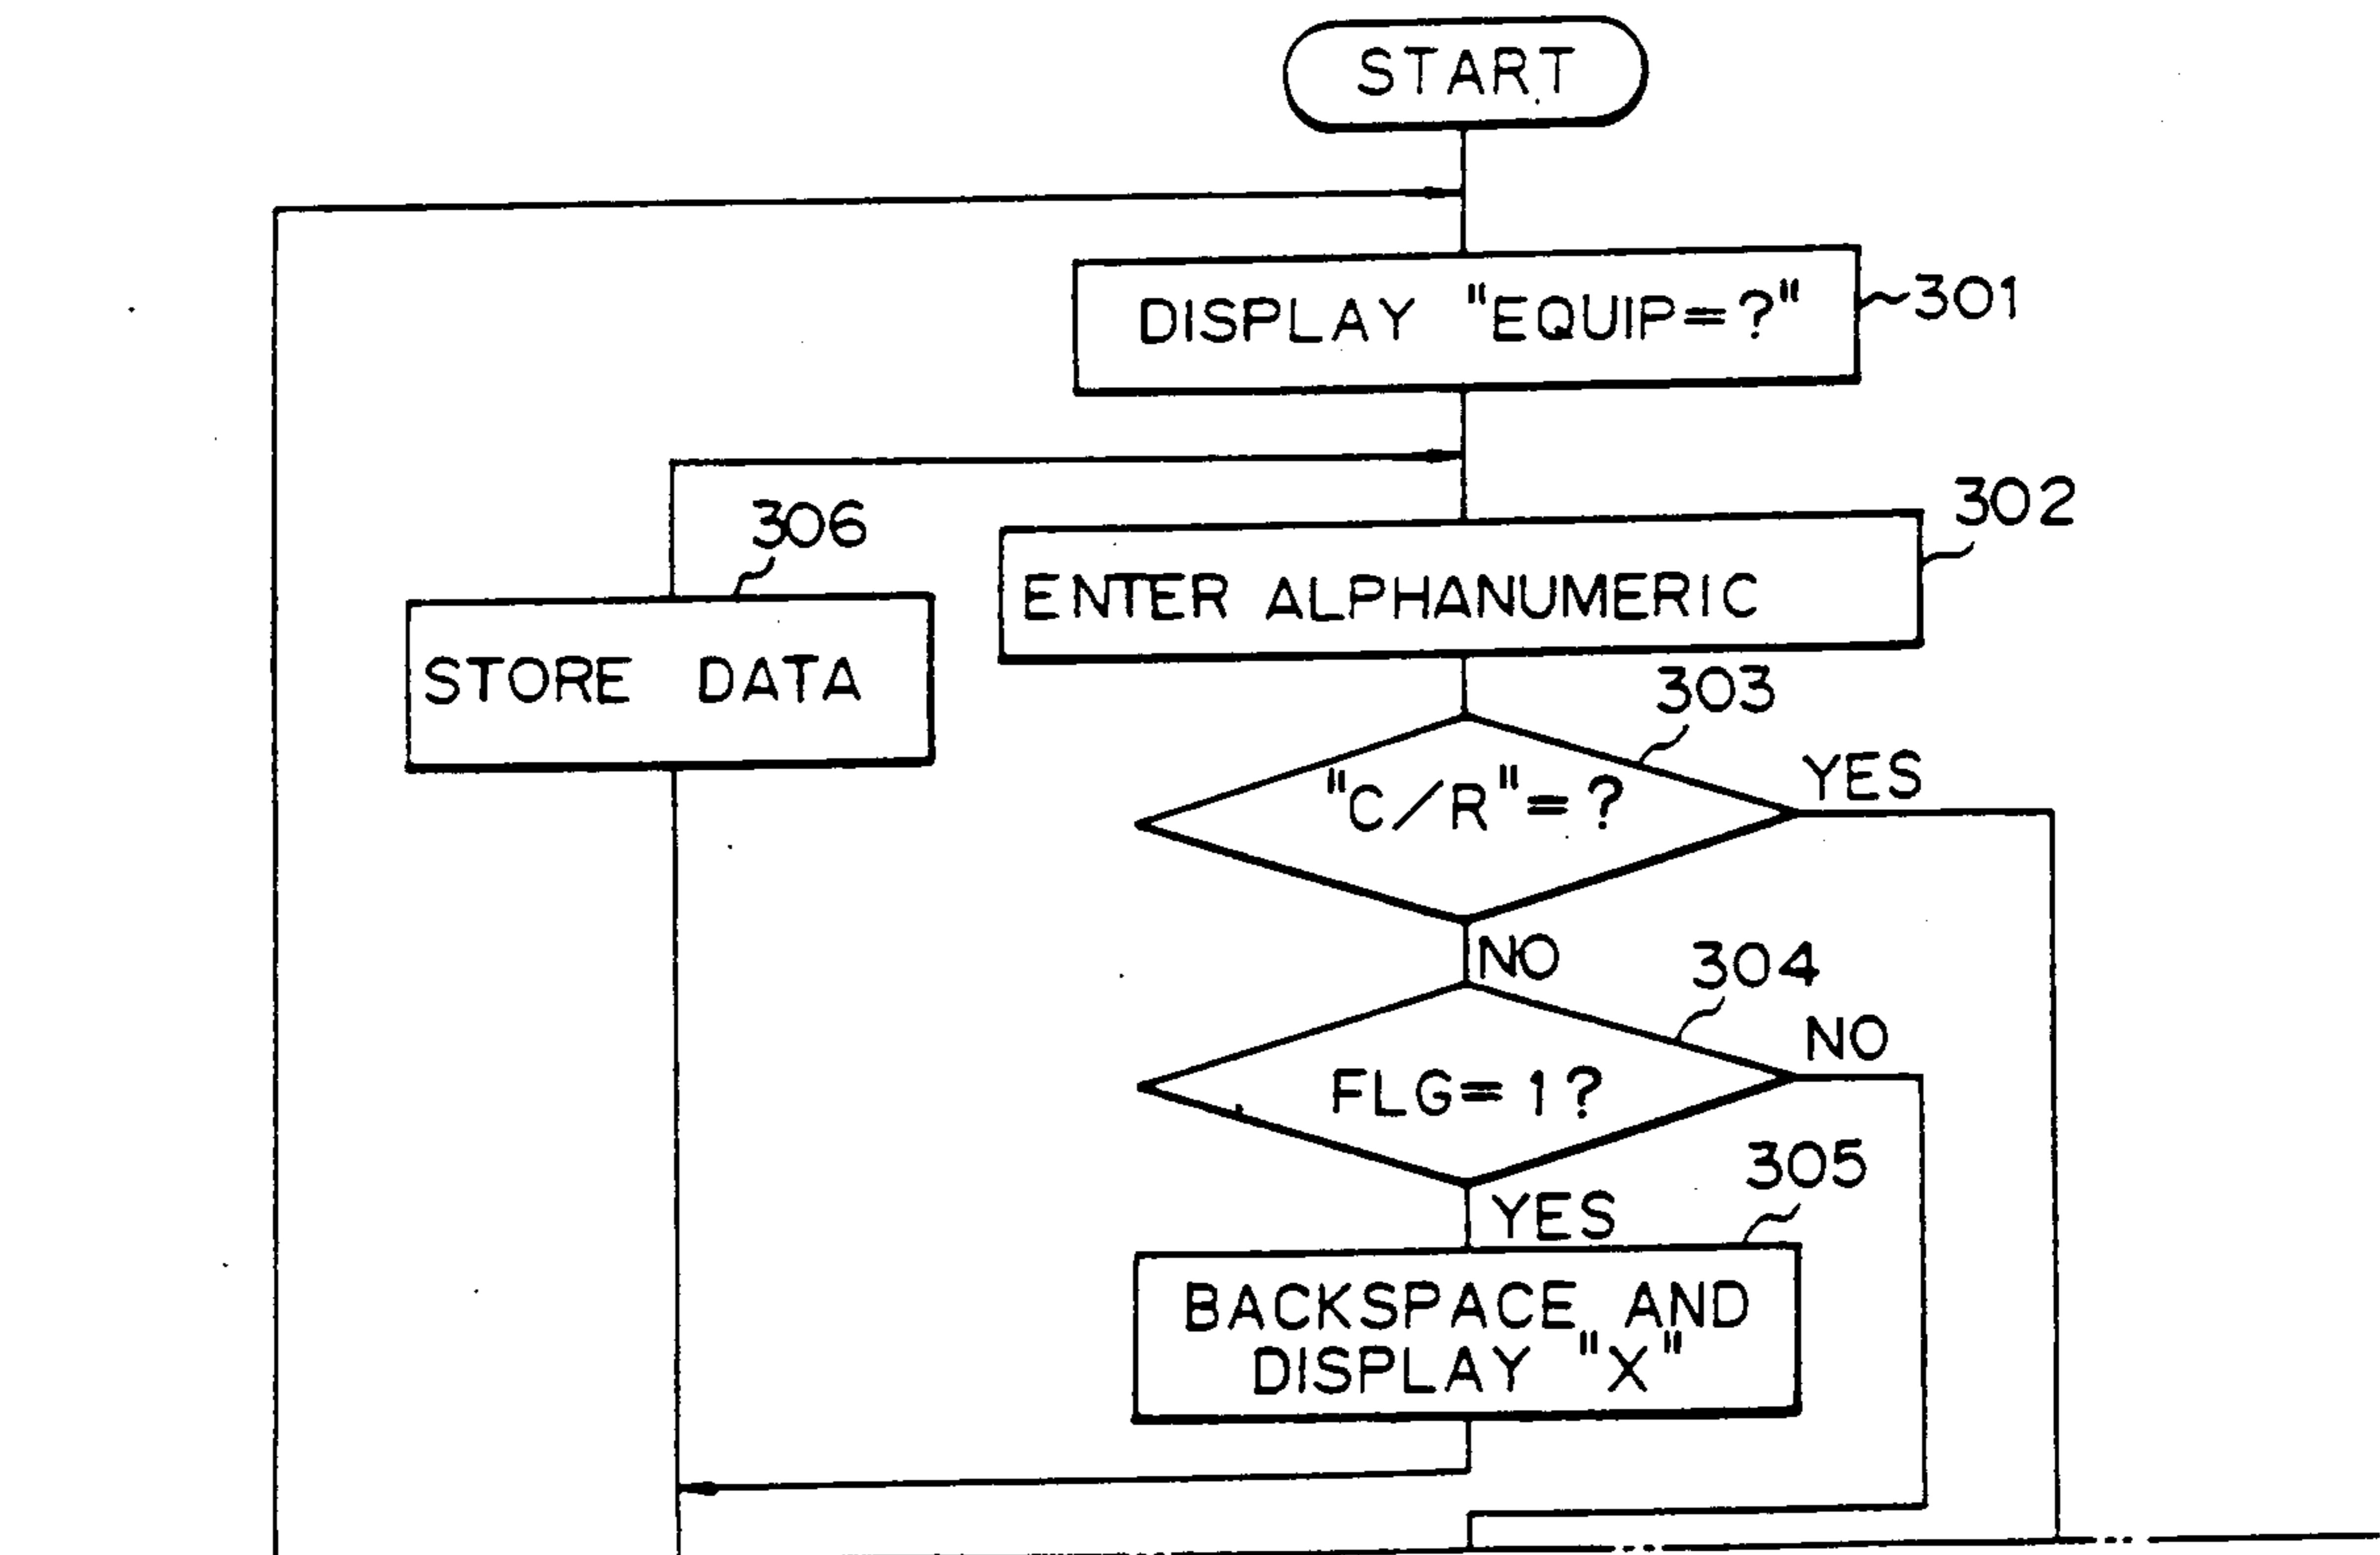 START
DISPLAY "EQUIP=?"
301
302
306
ENTER ALPHANUMERIC
STORE DATA
303
"C/R"=?
YES
NO
304
NO
FLG=1?
305
YES
BACKSPACE AND
DISPLAY "X"